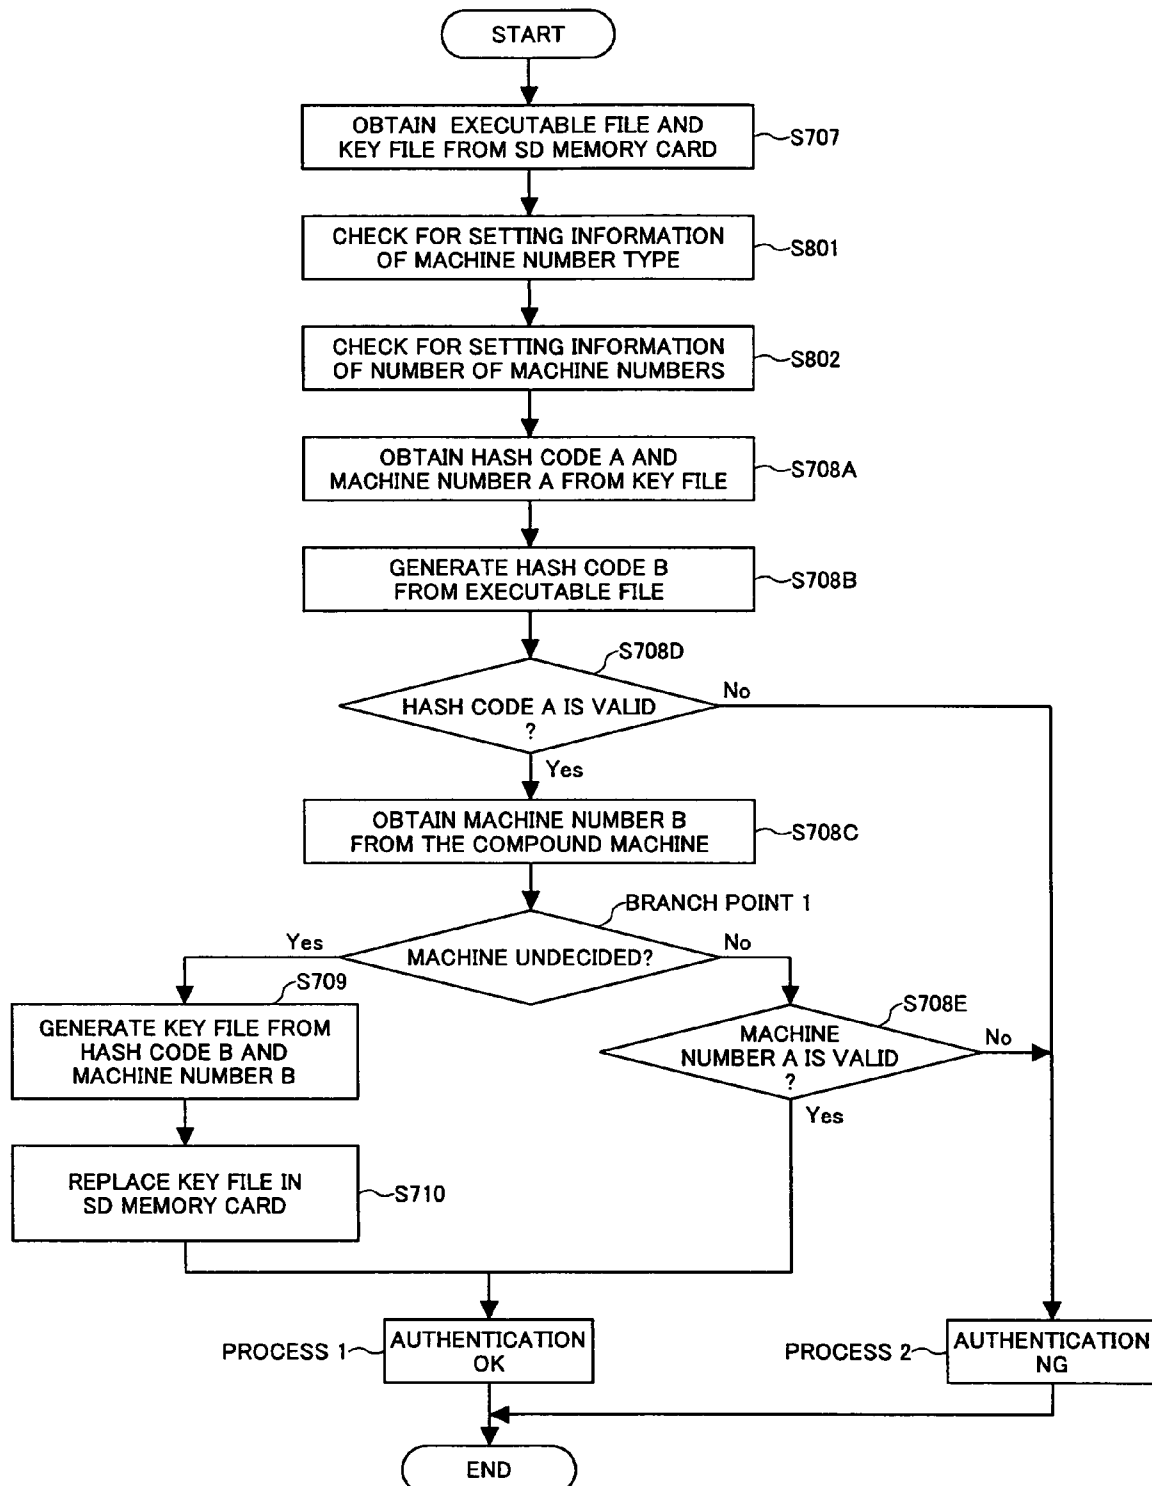 START
OBTAIN EXECUTABLE FILE AND
KEY FILE FROM SD MEMORY CARD
S707
CHECK FOR SETTING INFORMATION
OF MACHINE NUMBER TYPE
S801
CHECK FOR SETTING INFORMATION
OF NUMBER OF MACHINE NUMBERS
S802
OBTAIN HASH CODE A AND
MACHINE NUMBER A FROM KEY FILE
S708A
GENERATE HASH CODE B
FROM EXECUTABLE FILE
S708B
S708D
HASH CODE A IS VALID
?
No
Yes
OBTAIN MACHINE NUMBER B
FROM THE COMPOUND MACHINE
S708C
BRANCH POINT 1
MACHINE UNDECIDED?
Yes
No
S709
GENERATE KEY FILE FROM
HASH CODE B AND
MACHINE NUMBER B
S708E
MACHINE
NUMBER A IS VALID
?
No
Yes
REPLACE KEY FILE IN
SD MEMORY CARD
S710
PROCESS 1
AUTHENTICATION
OK
PROCESS 2
AUTHENTICATION
NG
END